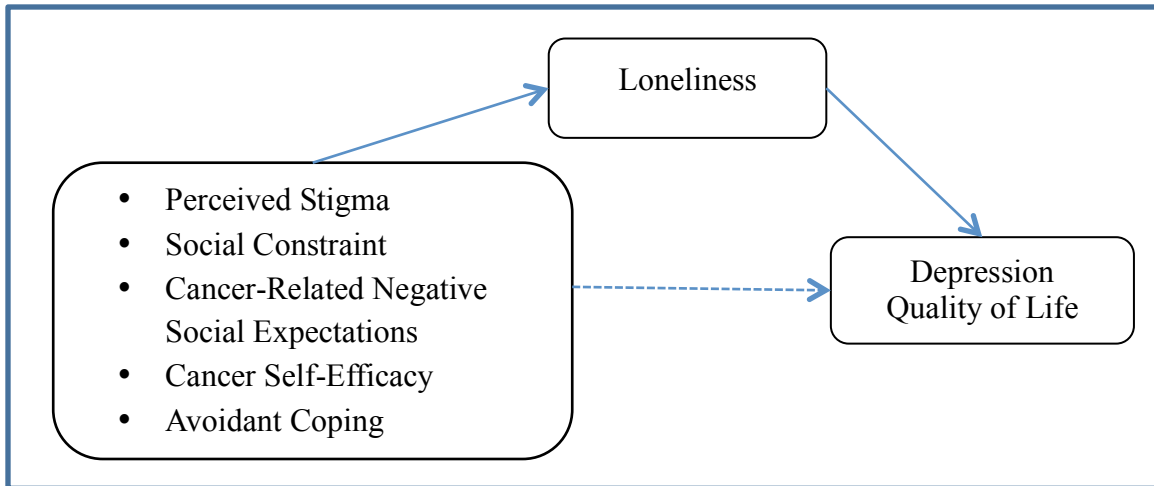 Loneliness
• Perceived Stigma
• Social Constraint
• Cancer-Related Negative
Social Expectations
• Cancer Self-Efficacy
• Avoidant Coping
Depression
Quality of Life